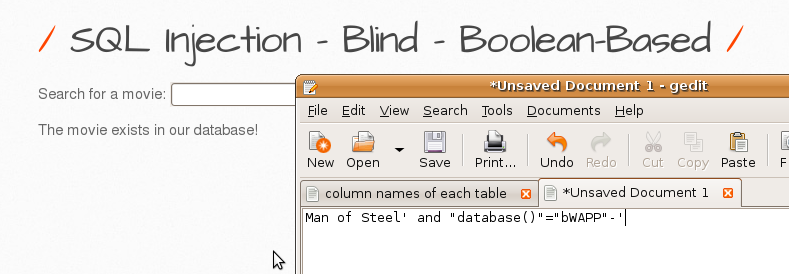 / SQL Injection - Blind - Boolean-Based /
Search for a movie:
The movie exists in our database!
*Unsaved Document 1 - gedit
File Edit View Search Tools Documents Help
New Open Save Print... Undo Redo Cut Copy Paste F
column names of each table *Unsaved Document 1
Man of Steel' and "database()"="bWAPP"-'